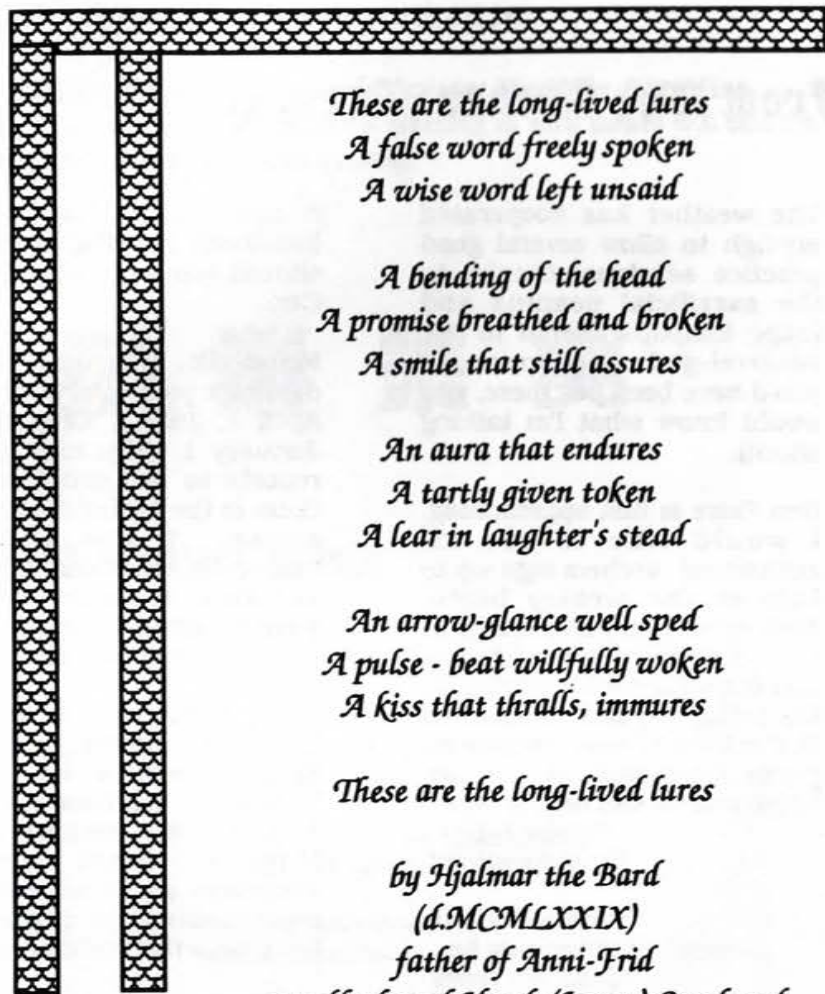 These are the long-lived lures
A false word freely spoken
A wise word left unsaid
A bending of the head
A promise breathed and broken
A smile that still assures
An aura that endures
A tartly given token
A lear in laughter's stead
An arrow-glance well sped
A pulse - beat willfully woken
A kiss that thralls, immures
These are the long-lived lures
by Hjalmar the Bard
(d.MCMLXXIX)
father of Anni-Frid